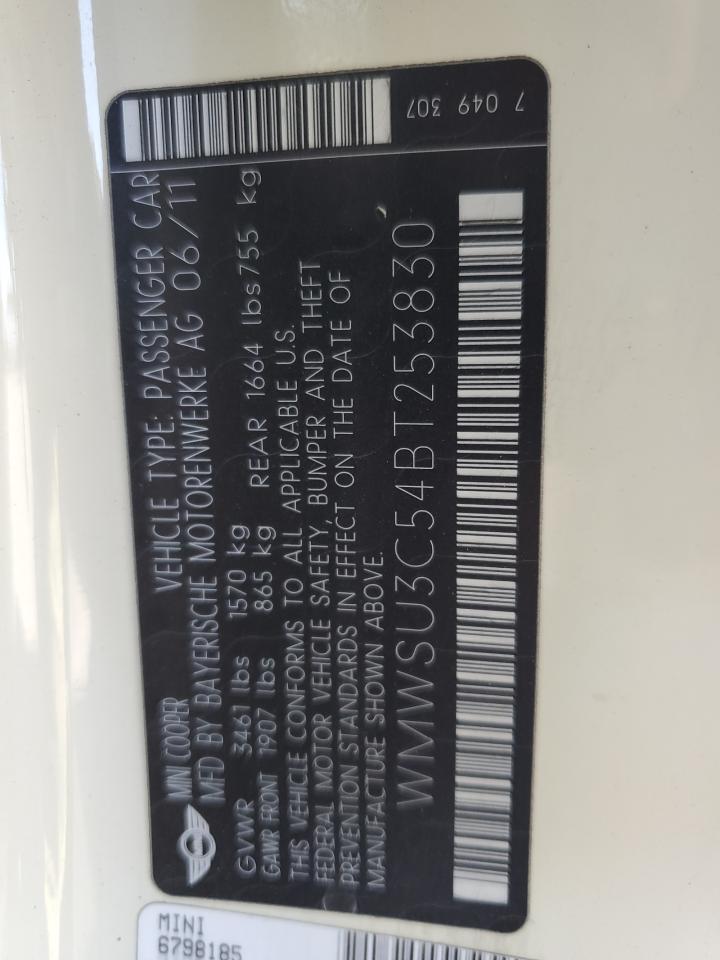 MINI COOPER VEHICLE TYPE: PASSENGER CAR
MFD BY BAYERISCHE MOTORENWERKE AG 06/11
GVWR 3461 lbs 1570 kg
GAWR FRONT 1907 lbs 865 kg REAR 1664 lbs 755 kg
THIS VEHICLE CONFORMS TO ALL APPLICABLE U.S.
FEDERAL MOTOR VEHICLE SAFETY, BUMPER AND THEFT
PREVENTION STANDARDS IN EFFECT ON THE DATE OF
MANUFACTURE SHOWN ABOVE.
WMWSU3C54BT253830
7 049 307
MINI
6798185